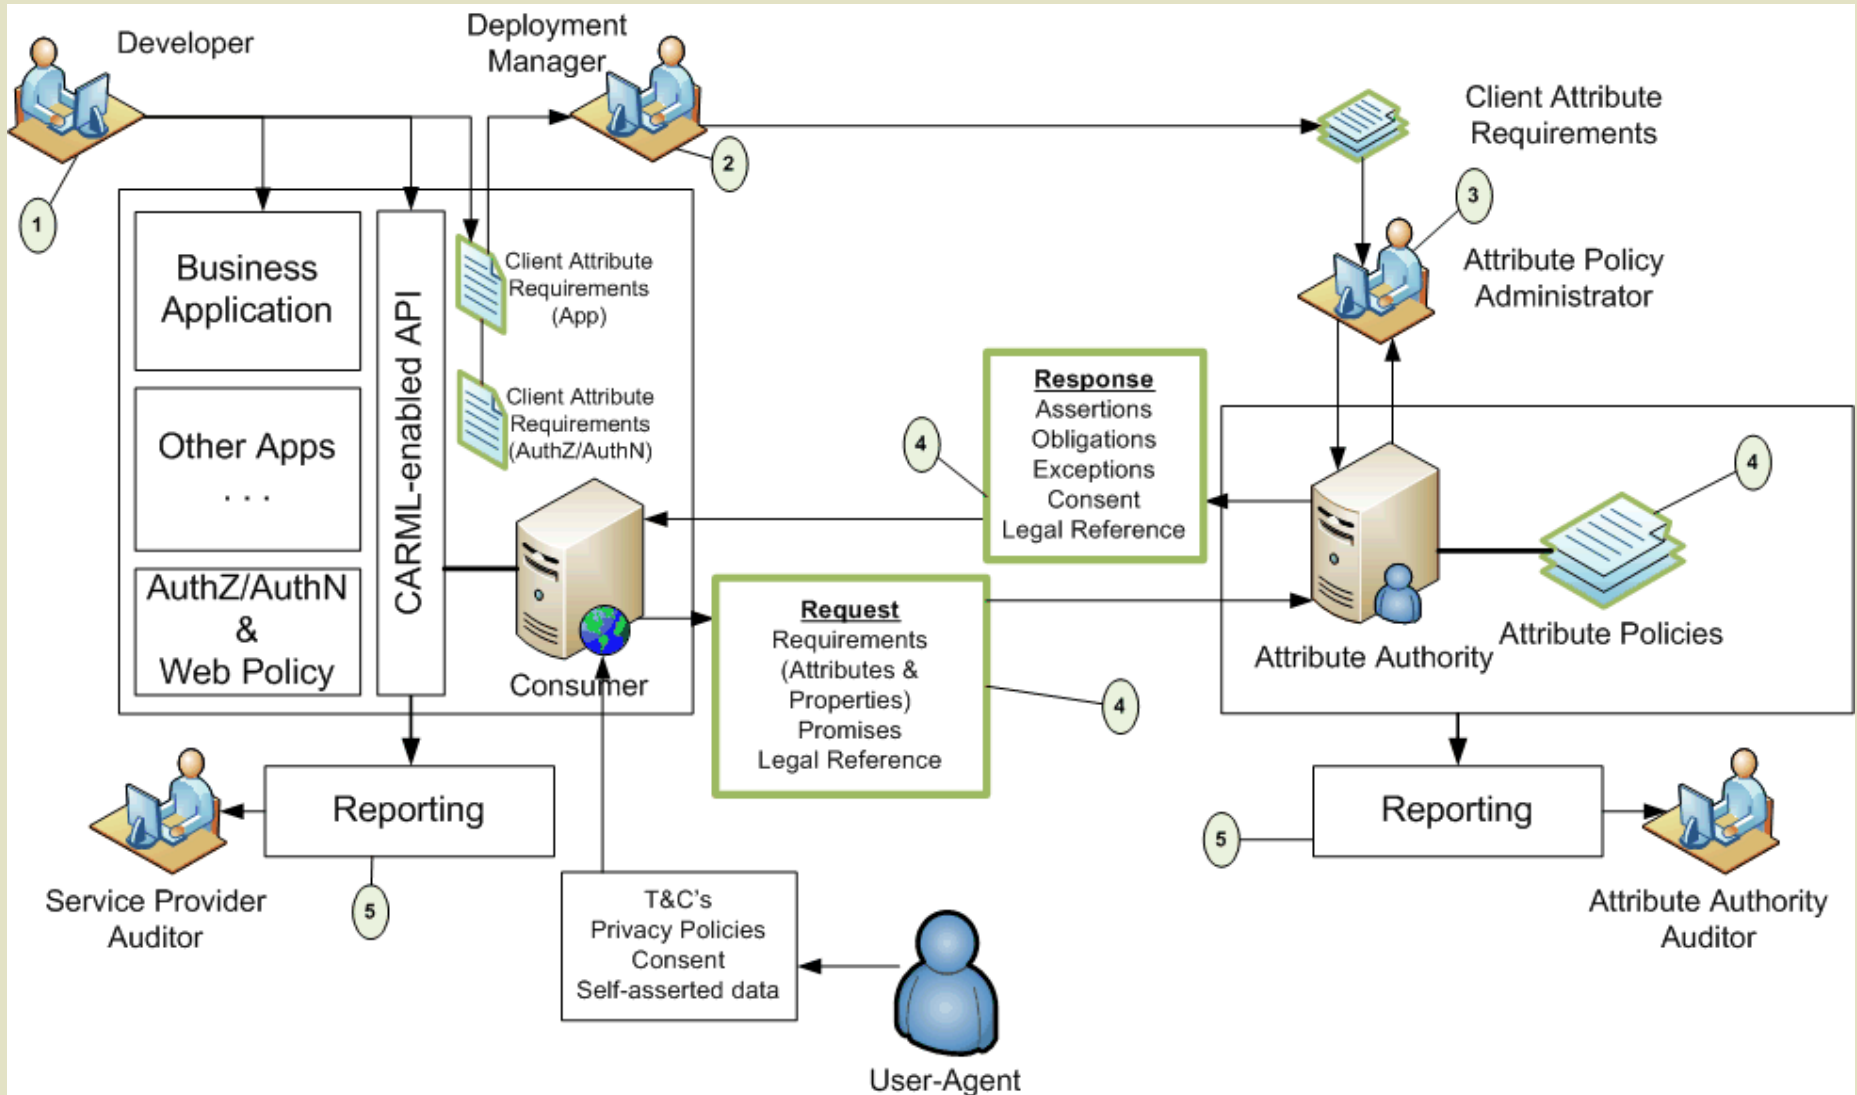 Developer
Deployment
Manager
Client Attribute
Requirements
1
2
3
Business
Application
Other Apps
. . .
AuthZ/AuthN
&
Web Policy
CARML-enabled API
Client Attribute
Requirements
(App)
Client Attribute
Requirements
(AuthZ/AuthN)
Consumer
Attribute Policy
Administrator
4
Response
Assertions
Obligations
Exceptions
Consent
Legal Reference
Request
Requirements
(Attributes &
Properties)
Promises
Legal Reference
4
4
Attribute Authority
Attribute Policies
Reporting
5
Service Provider
Auditor
T&C's
Privacy Policies
Consent
Self-asserted data
User-Agent
Reporting
5
Attribute Authority
Auditor